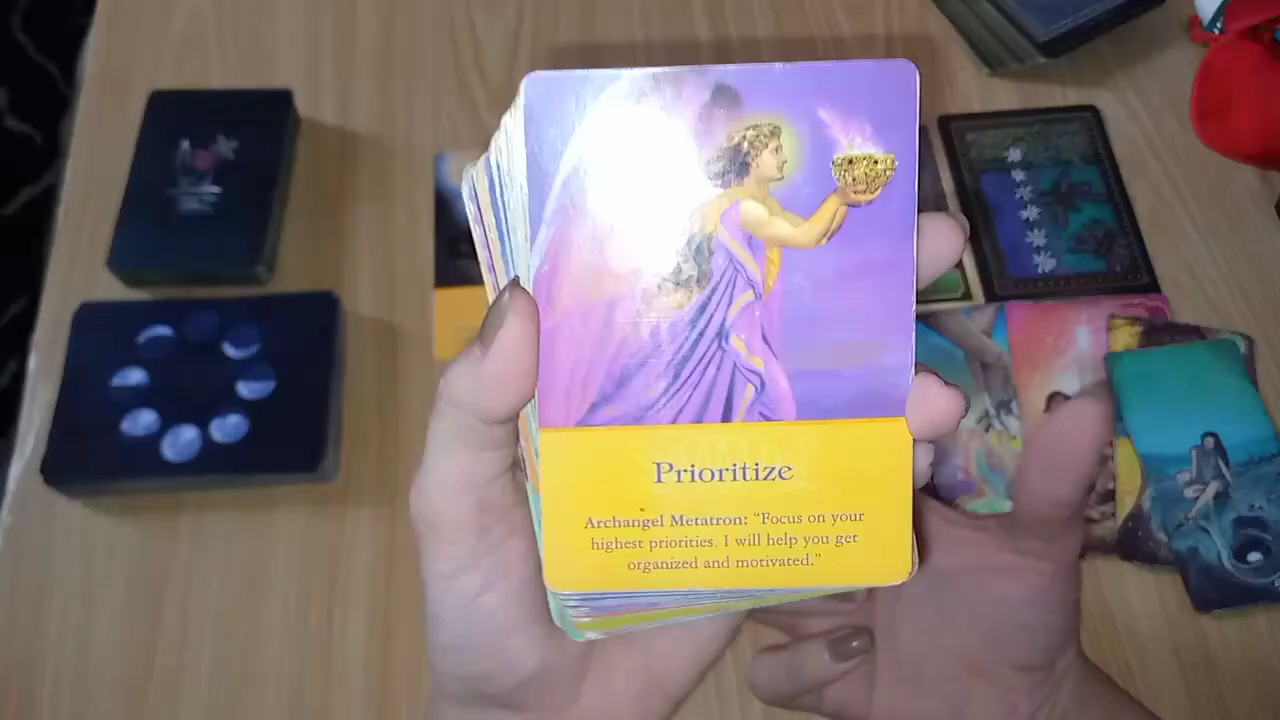 Prioritize
Archangel Metatron: "Focus on your
highest priorities. I will help you get
organized and motivated."